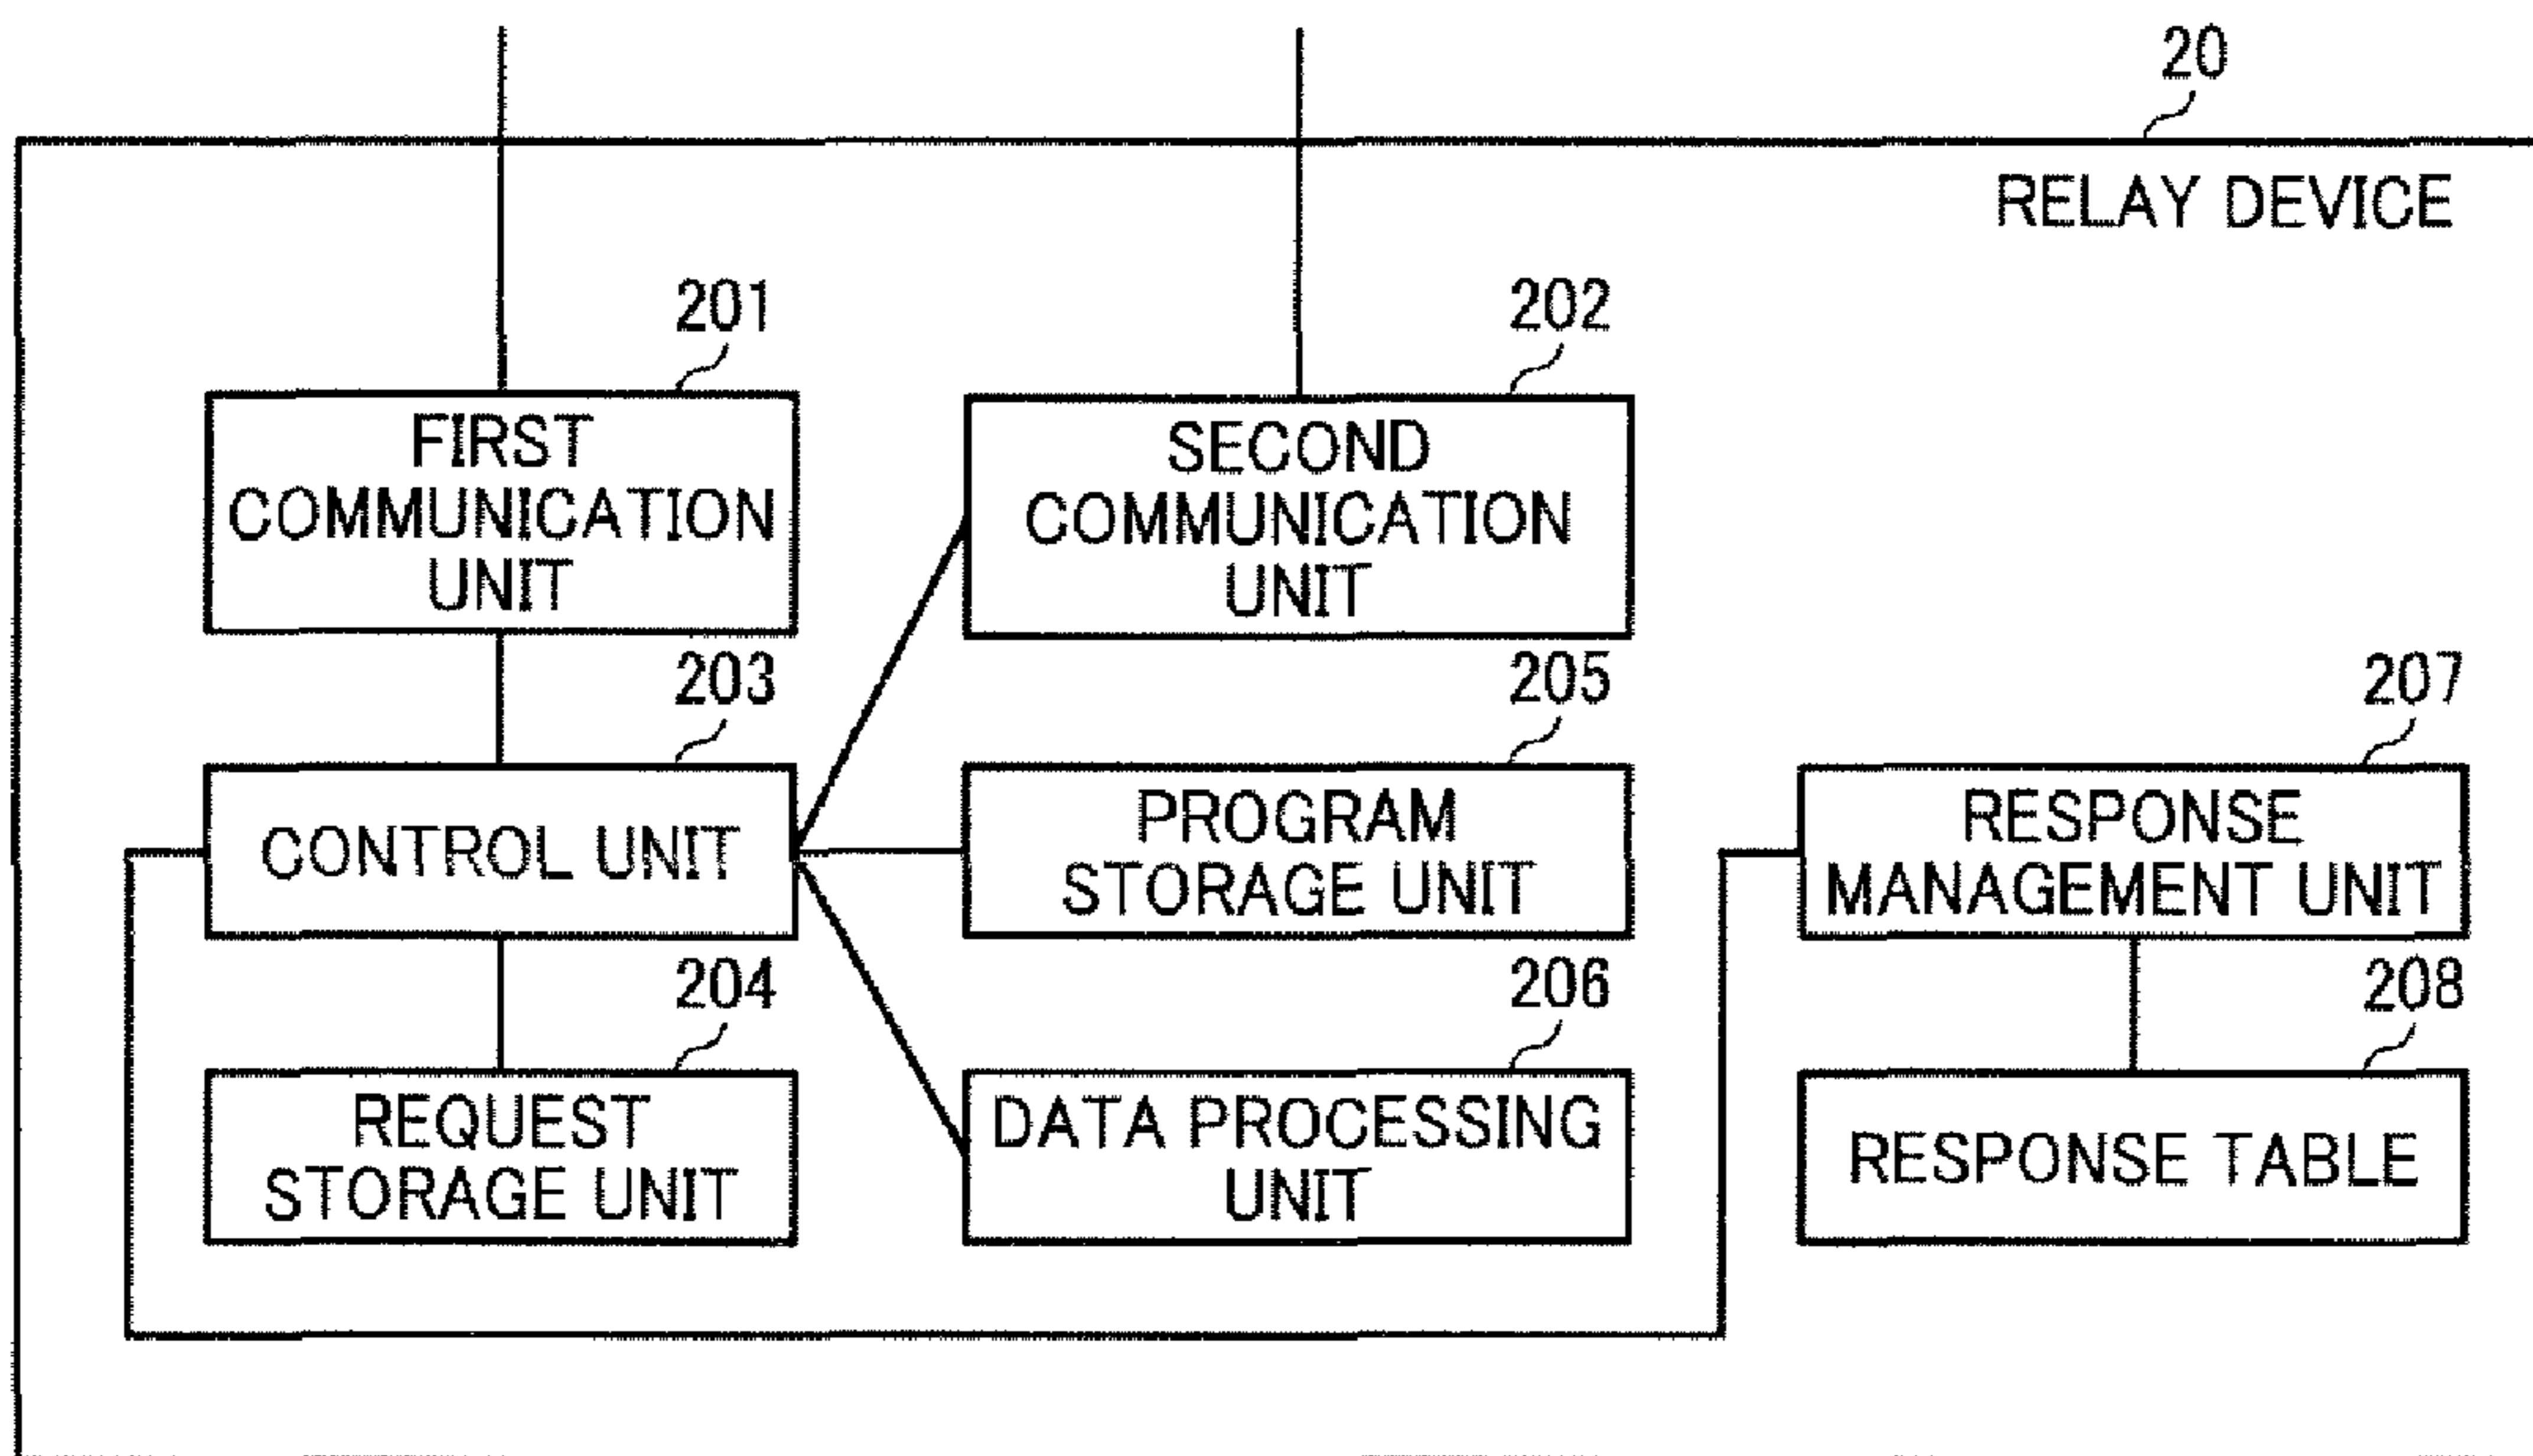 20
RELAY DEVICE
201
FIRST
COMMUNICATION
UNIT
202
SECOND
COMMUNICATION
UNIT
203
CONTROL UNIT
205
PROGRAM
STORAGE UNIT
207
RESPONSE
MANAGEMENT UNIT
204
REQUEST
STORAGE UNIT
206
DATA PROCESSING
UNIT
208
RESPONSE TABLE